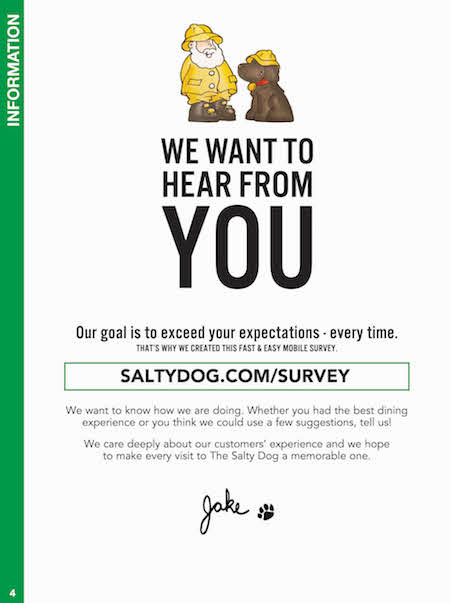 INFORMATION
WE WANT TO
HEAR FROM
YOU
Our goal is to exceed your expectations - every time.
THAT'S WHY WE CREATED THIS FAST & EASY MOBILE SURVEY.
SALTYDOG.COM/SURVEY
We want to know how we are doing. Whether you had the best dining
experience or you think we could use a few suggestions, tell us!
We care deeply about our customers' experience and we hope
to make every visit to The Salty Dog a memorable one.
Jake
4